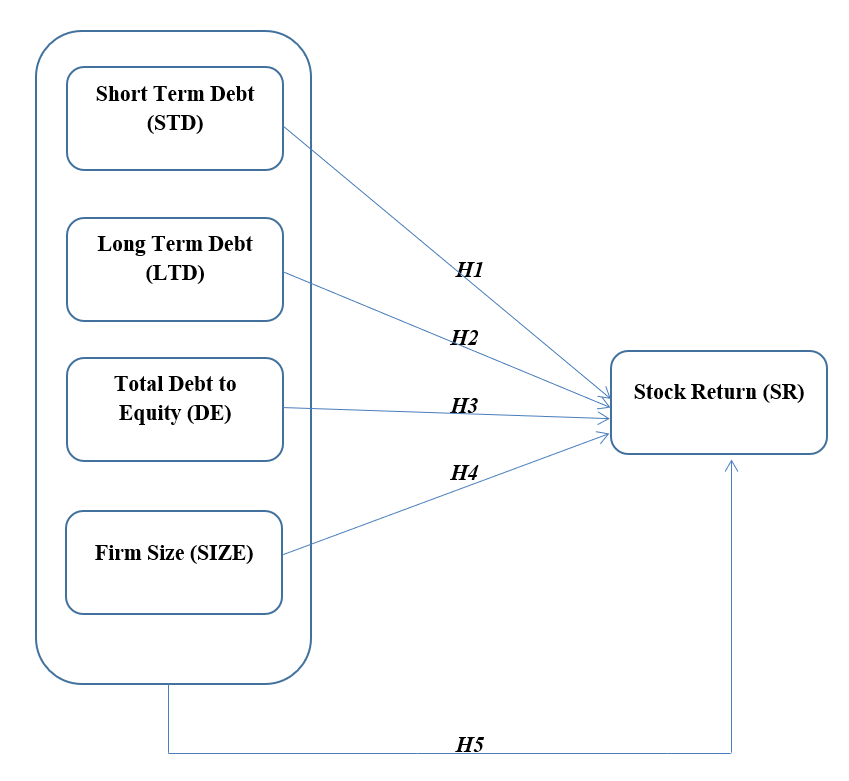 Short Term Debt
(STD)
Long Term Debt
(LTD)
Total Debt to
Equity (DE)
Firm Size (SIZE)
H1
H2
H3
H4
Stock Return (SR)
H5